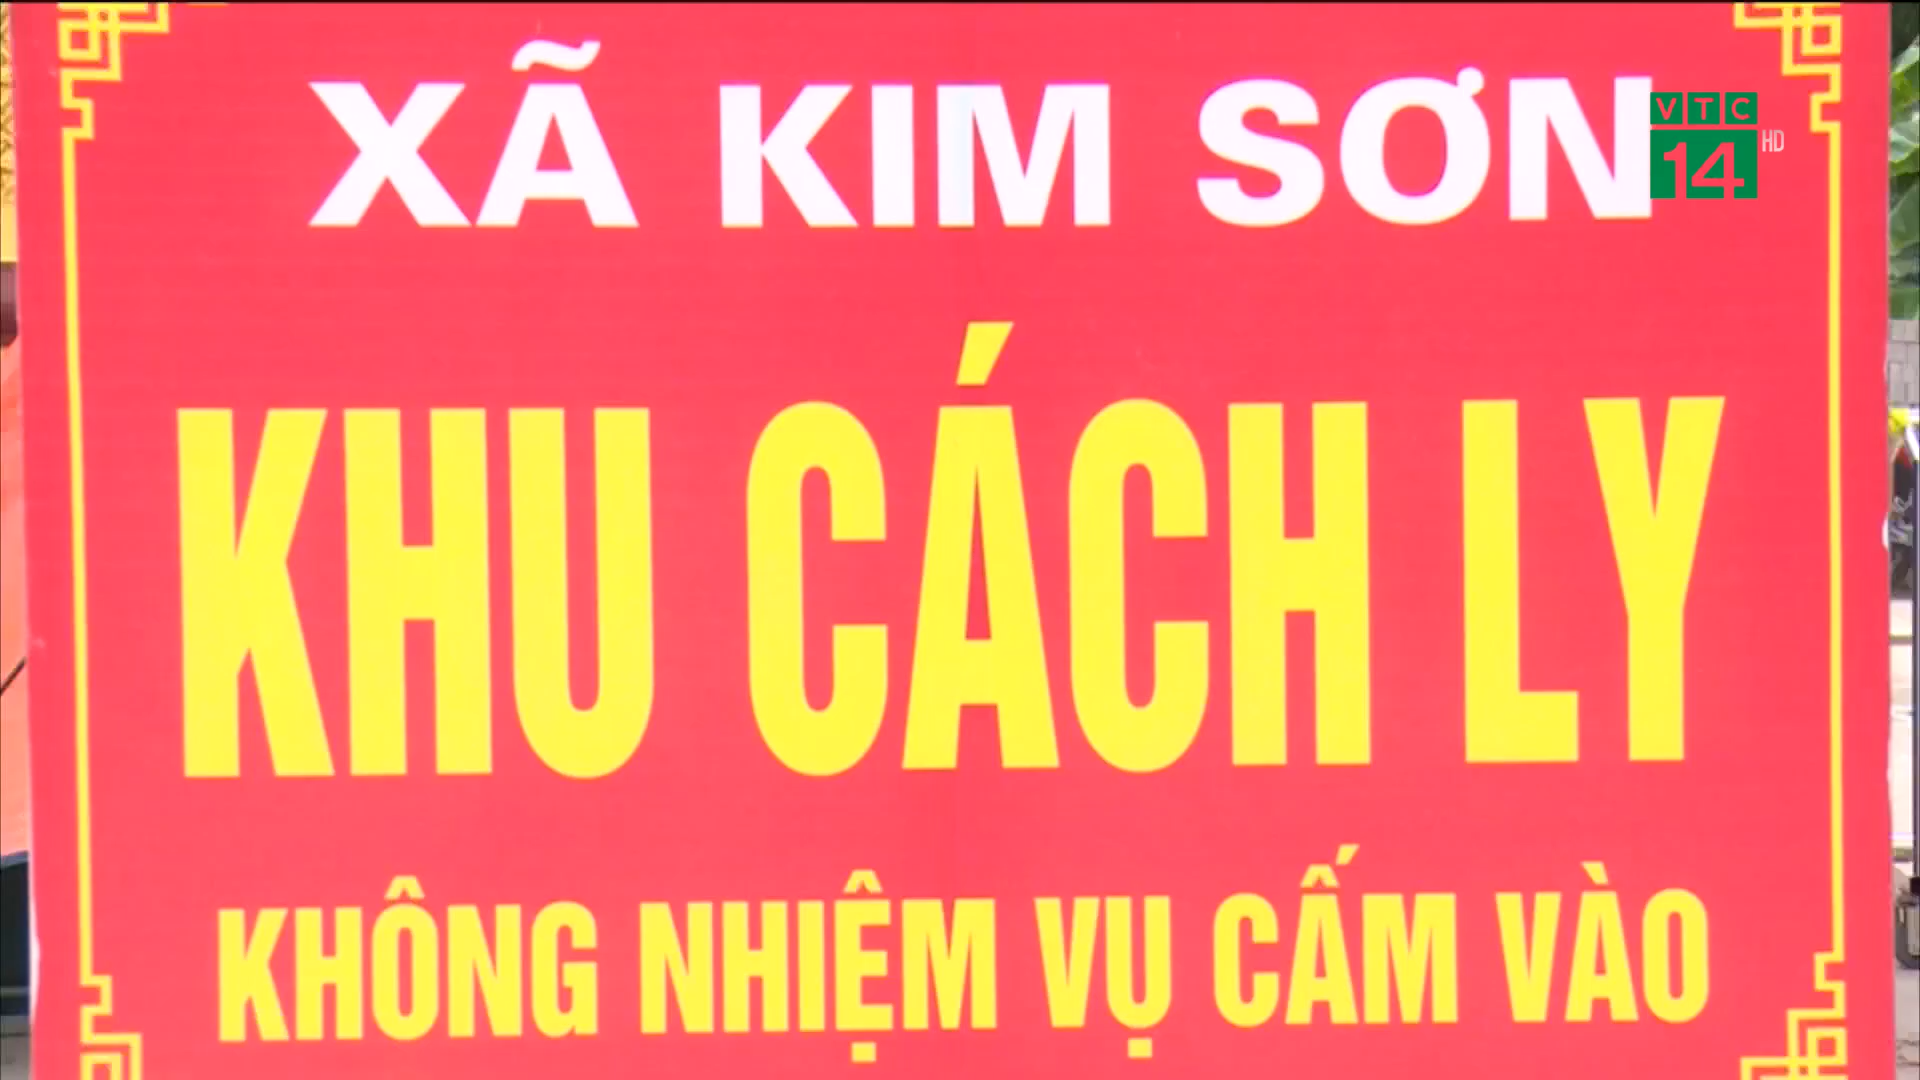 XÃ KIM SƠN
VTC
14 HD
KHU CÁCH LY
KHÔNG NHIỆM VỤ CẤM VÀO